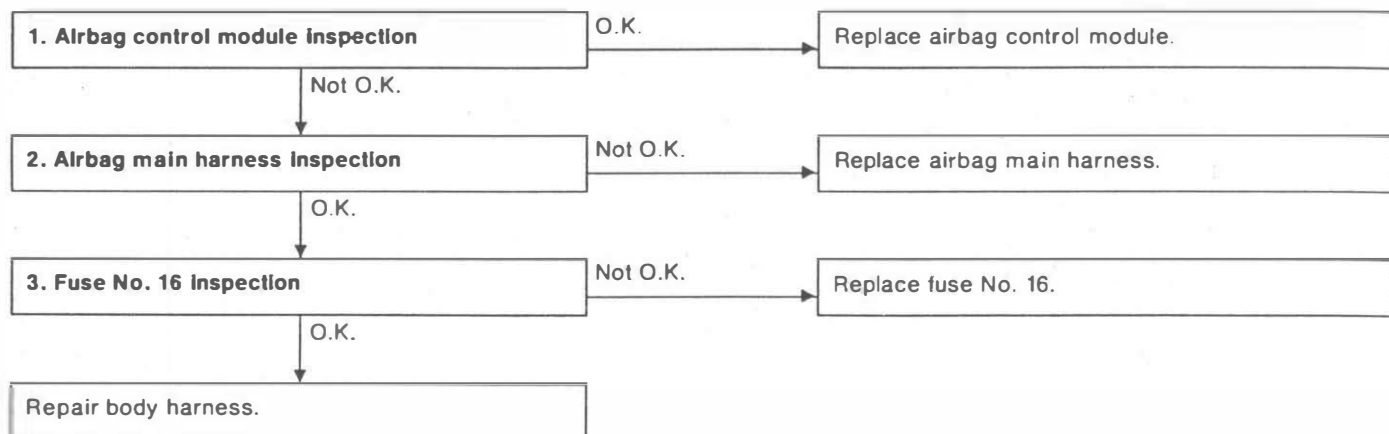 1. Airbag control module inspection
O.K.
Replace airbag control module.
Not O.K.
2. Airbag main harness inspection
Not O.K.
Replace airbag main harness.
O.K.
3. Fuse No. 16 inspection
Not O.K.
Replace fuse No. 16.
O.K.
Repair body harness.